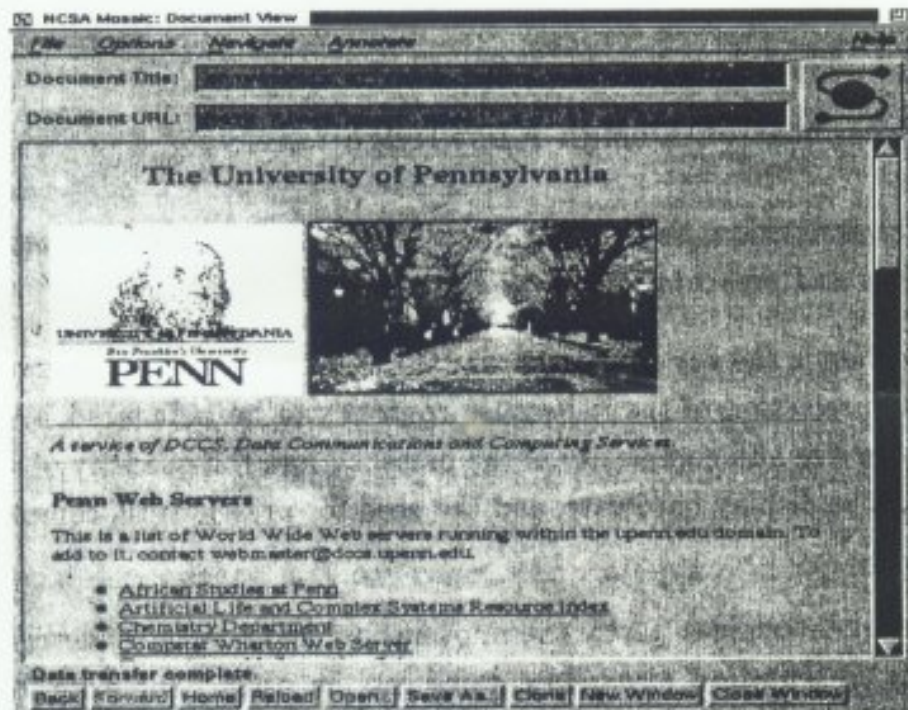 NCSA Mosaic: Document View
File Options Navigate Annotate Help
Document Title:
Document URL:
The University of Pennsylvania
UNIVERSITY of PENNSYLVANIA
Ben Franklin's University
PENN
A service of DCCS, Data Communications and Computing Services.
Penn Web Servers
This is a list of World Wide Web servers running within the upenn.edu domain. To
add to it, contact webmaster@dccs.upenn.edu.
African Studies at Penn
Artificial Life and Complex Systems Resource Index
Chemistry Department
Computer Wharton Web Server
Data transfer complete.
Back Forward Home Reload Open... Save As... Clone New Window Close Window